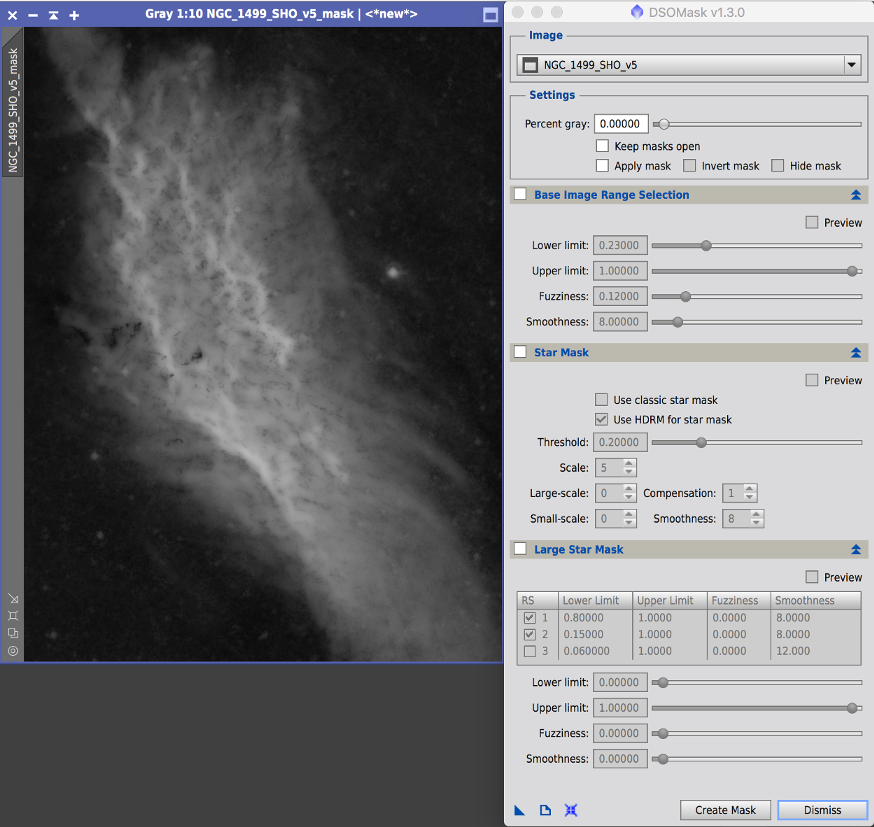 Gray 1:10 NGC_1499_SHO_v5_mask | <*new*>
NGC_1499_SHO_v5_mask
DSOMask v1.3.0
Image
NGC_1499_SHO_v5
Settings
Percent gray: 0.00000
Keep masks open
Apply mask Invert mask Hide mask
Base Image Range Selection
Preview
Lower limit: 0.23000
Upper limit: 1.00000
Fuzziness: 0.12000
Smoothness: 8.00000
Star Mask
Preview
Use classic star mask
Use HDRM for star mask
Threshold: 0.20000
Scale: 5
Large-scale: 0 Compensation: 1
Small-scale: 0 Smoothness: 8
Large Star Mask
Preview
RS Lower Limit Upper Limit Fuzziness Smoothness
1 0.80000 1.0000 0.0000 8.0000
2 0.15000 1.0000 0.0000 8.0000
3 0.060000 1.0000 0.0000 12.000
Lower limit: 0.00000
Upper limit: 1.00000
Fuzziness: 0.00000
Smoothness: 0.00000
Create Mask Dismiss